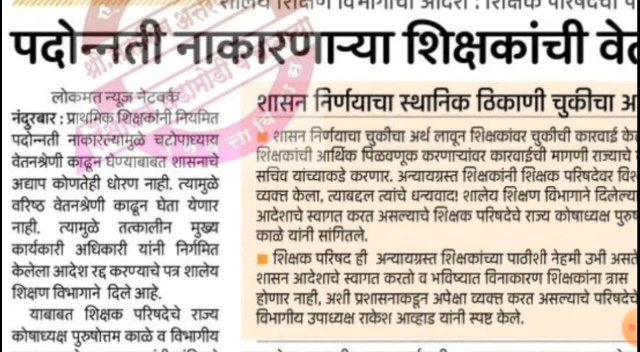 शालेय शिक्षण विभागाचा आदेश : शिक्षक परिषदेचा
पदोन्नती नाकारणाऱ्या शिक्षकांची
लोकमत न्यूज नेटवर्क
नंदुरबार : प्राथमिक शिक्षकांनी नियमित
पदोन्नती नाकारल्यामुळे चटोपाध्याय
वेतनश्रेणी काढून घेण्याबाबत शासनाचे
अद्याप कोणतेही धोरण नाही. त्यामुळे
वरिष्ठ वेतनश्रेणी काढून घेता येणार
नाही. त्यामुळे तत्कालीन मुख्य
कार्यकारी अधिकारी यांनी निर्गमित
केलेला आदेश रद्द करण्याचे पत्र शालेय
शिक्षण विभागाने दिले आहे.
याबाबत शिक्षक परिषदेचे राज्य
कोषाध्यक्ष पुरुषोत्तम काळे व विभागीय
शासन निर्णयाचा स्थानिक ठिकाणी चुकीचा
■ शासन निर्णयाचा चुकीचा अर्थ लावून शिक्षकांवर चुकीची कारवाई
शिक्षकांची आर्थिक पिळवणूक करणाऱ्यांवर कारवाईची मागणी राज्याचे
सचिव यांच्याकडे करणार. अन्यायग्रस्त शिक्षकांनी शिक्षक परिषदेवर
व्यक्त केला, त्याबद्दल त्यांचे धन्यवाद! शालेय शिक्षण विभागाने
आदेशाचे स्वागत करत असल्याचे शिक्षक परिषदेचे राज्य कोषाध्यक्ष
काळे यांनी सांगितले.
■ शिक्षक परिषद ही अन्यायग्रस्त शिक्षकांच्या पाठीशी नेहमी उभी
शासन आदेशाचे स्वागत करतो व भविष्यात विनाकारण शिक्षकांना त्रास
होणार नाही, अशी प्रशासनाकडून अपेक्षा व्यक्त करत असल्याचे परिषदेचे
विभागीय उपाध्यक्ष राकेश आव्हाड यांनी स्पष्ट केले.